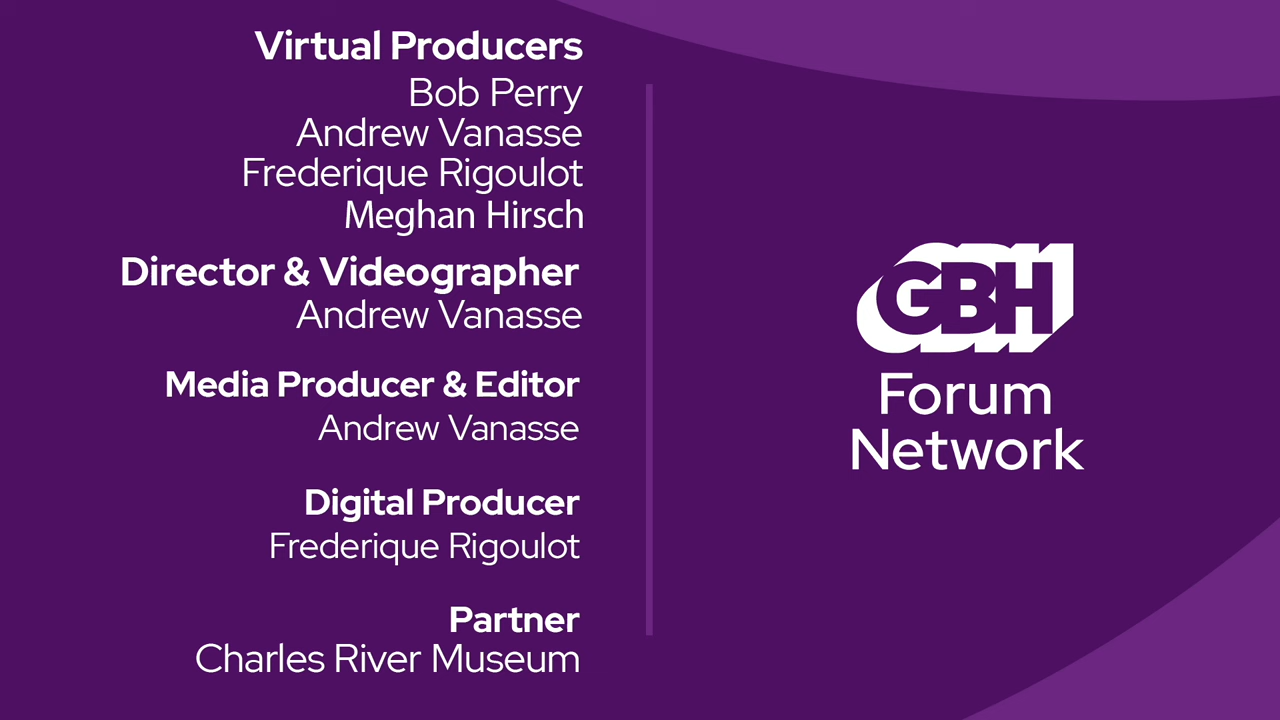 Virtual Producers
Bob Perry
Andrew Vanasse
Frederique Rigoulot
Meghan Hirsch
Director & Videographer
Andrew Vanasse
Media Producer & Editor
Andrew Vanasse
Digital Producer
Frederique Rigoulot
Partner
Charles River Museum
GBH
Forum
Network